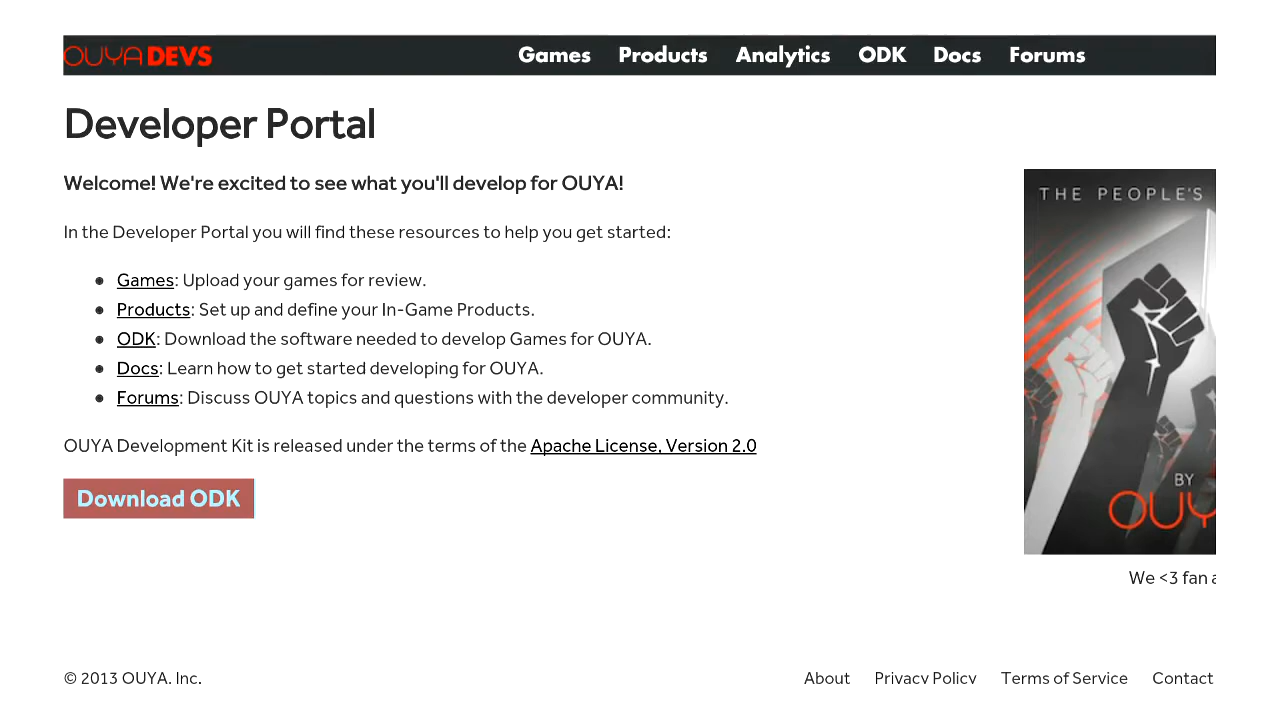 OUYA DEVS Games Products Analytics ODK Docs Forums
Developer Portal
Welcome! We're excited to see what you'll develop for OUYA!
In the Developer Portal you will find these resources to help you get started:
Games: Upload your games for review.
Products: Set up and define your In-Game Products.
ODK: Download the software needed to develop Games for OUYA.
Docs: Learn how to get started developing for OUYA.
Forums: Discuss OUYA topics and questions with the developer community.
OUYA Development Kit is released under the terms of the Apache License, Version 2.0
Download ODK
THE PEOPLE'S
BY
OUY
We <3 fan a
© 2013 OUYA. Inc. About Privacy Policy Terms of Service Contact